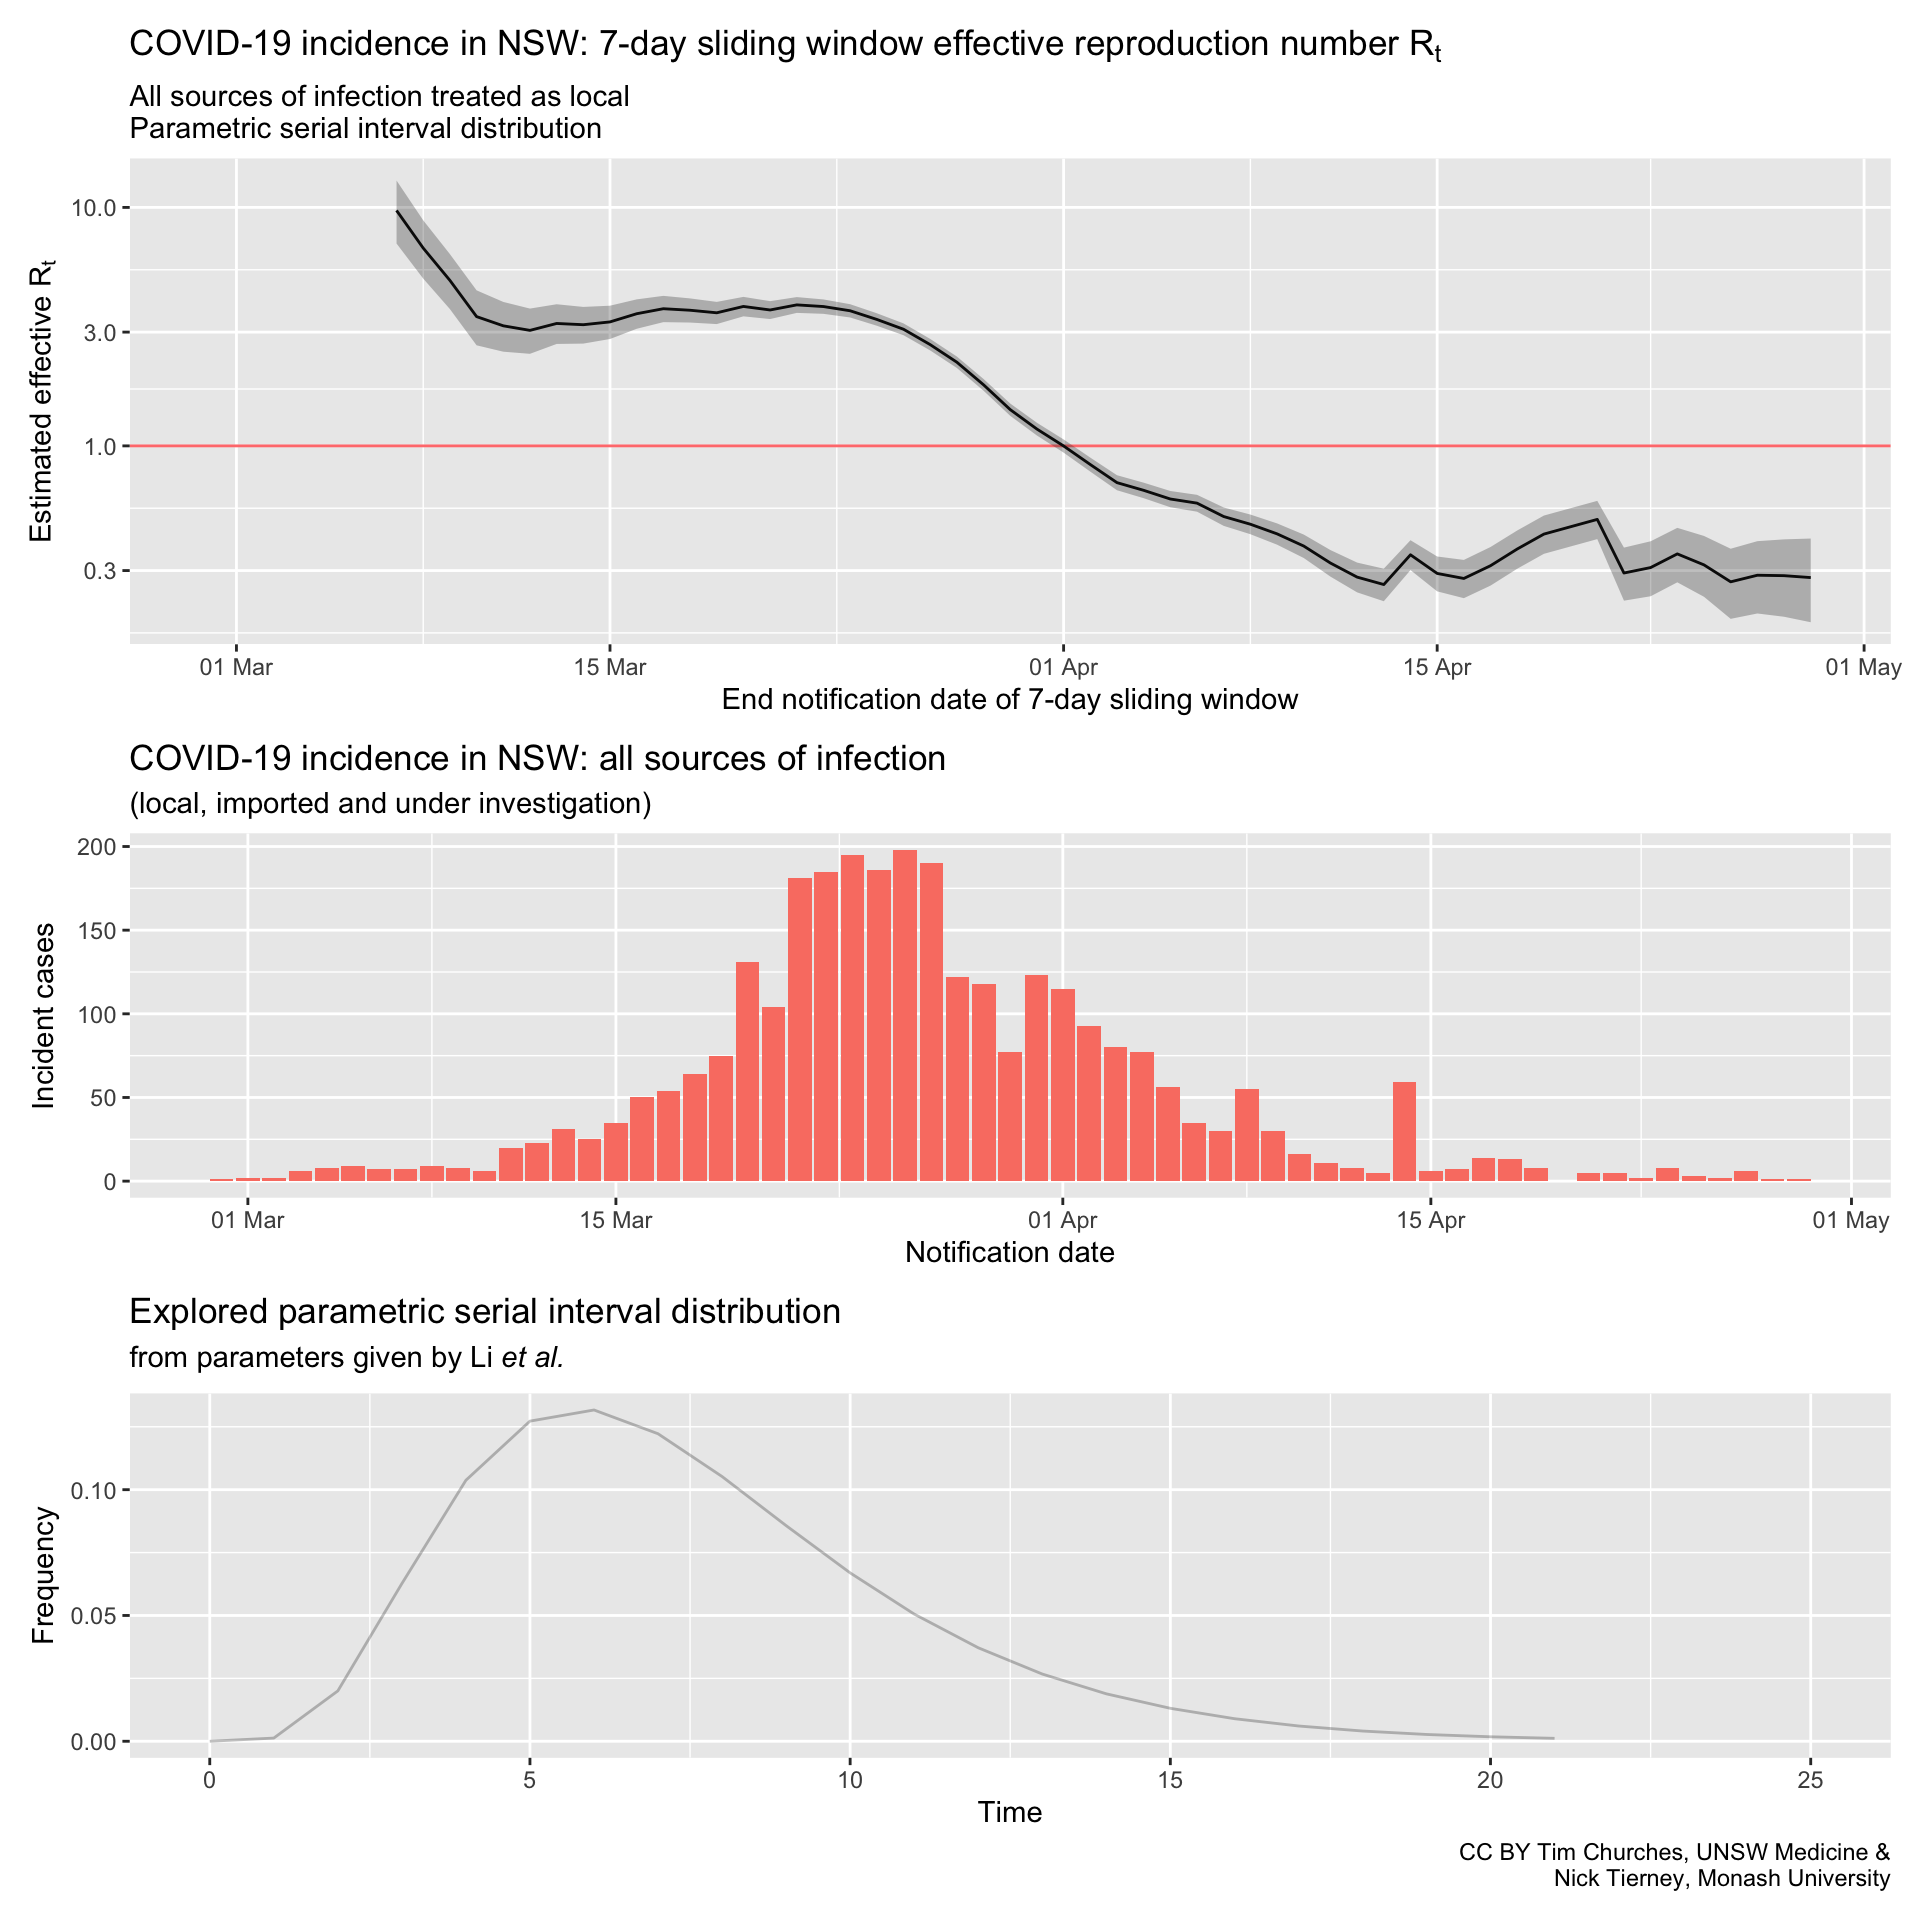 COVID-19 incidence in NSW: 7-day sliding window effective reproduction number Rt
All sources of infection treated as local
Parametric serial interval distribution
Estimated effective Rt
10.0
3.0
1.0
0.3
01 Mar
15 Mar
01 Apr
15 Apr
01 May
End notification date of 7-day sliding window
COVID-19 incidence in NSW: all sources of infection
(local, imported and under investigation)
Incident cases
200
150
100
50
0
01 Mar
15 Mar
01 Apr
15 Apr
01 May
Notification date
Explored parametric serial interval distribution
from parameters given by Li et al.
Frequency
0.10
0.05
0.00
0
5
10
15
20
25
Time
CC BY Tim Churches, UNSW Medicine &
Nick Tierney, Monash University